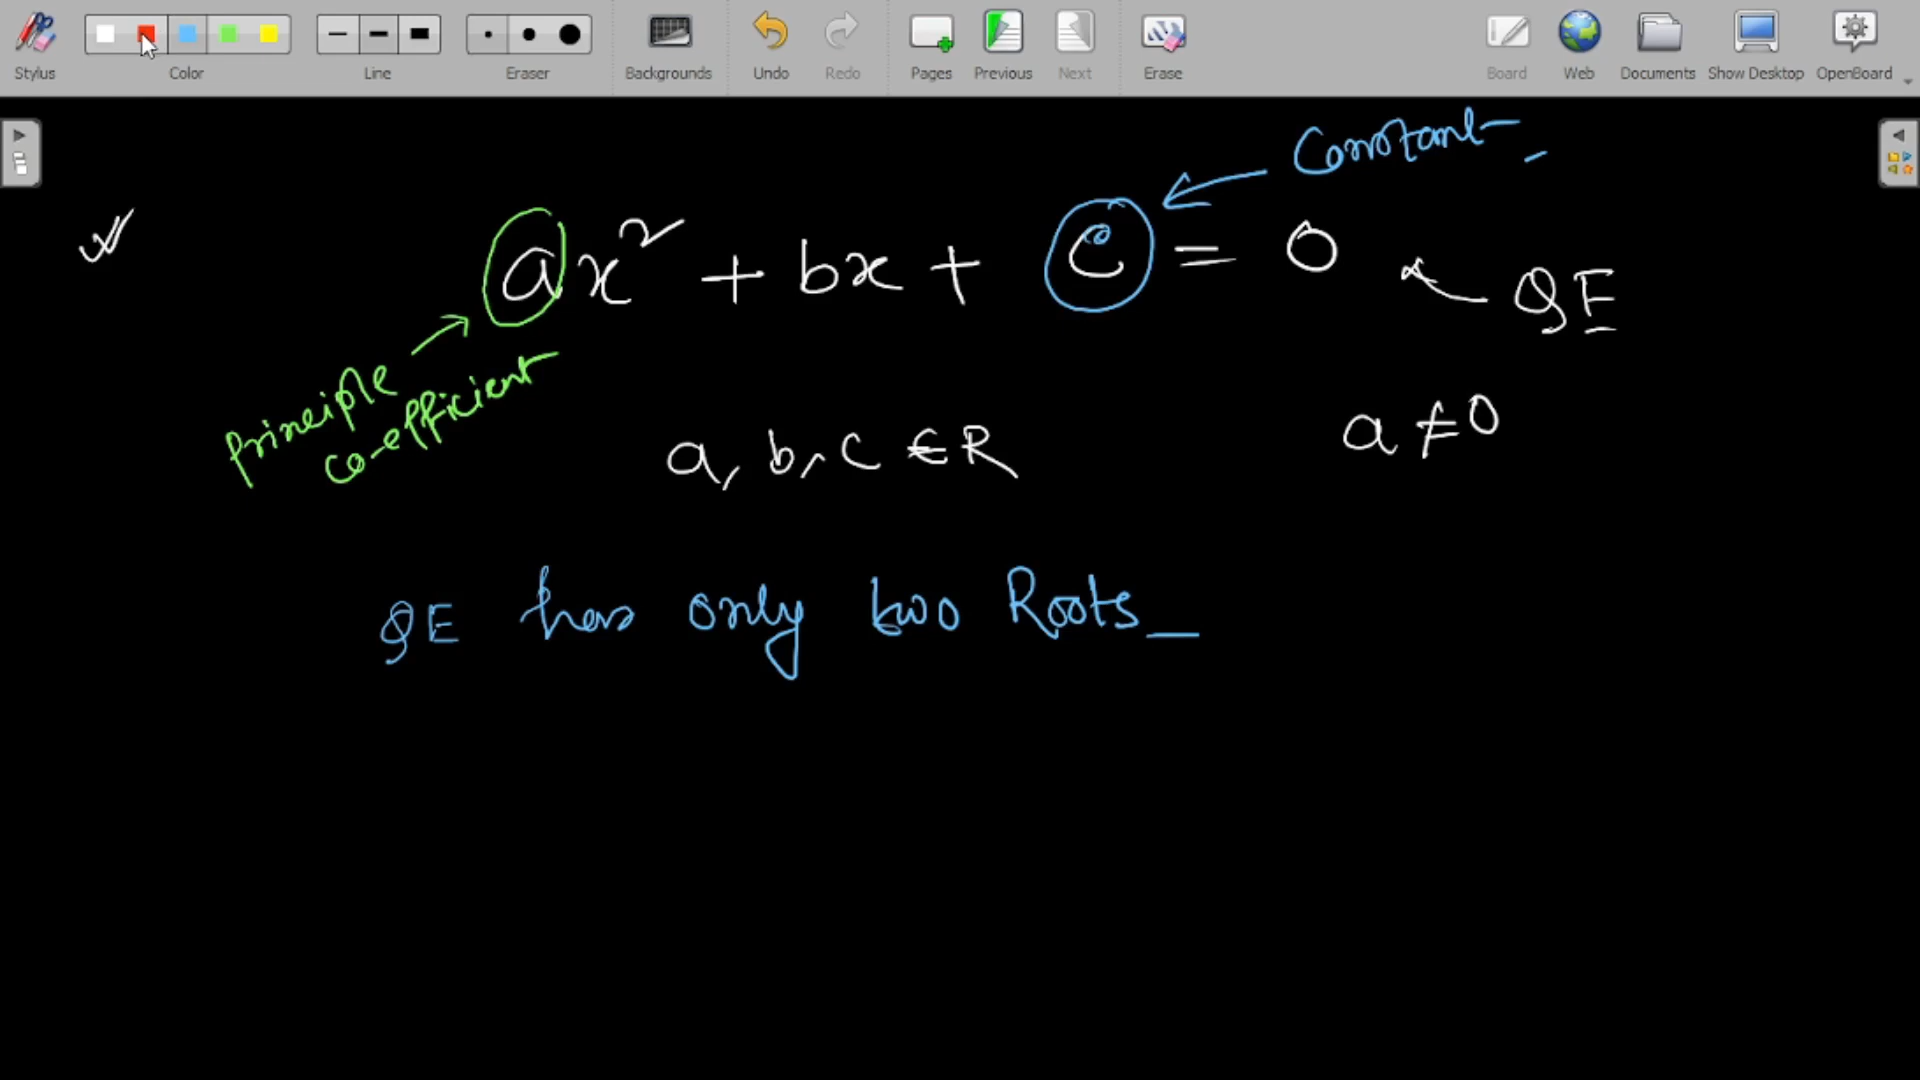 Stylus Color Line Eraser Backgrounds Undo Redo Pages Previous Next Erase Board Web Documents Show Desktop OpenBoard
Constant
ax² + bx + c = 0
QE
Principle
co-efficient
a, b, c ∈ R
a ≠ 0
QE has only two Roots